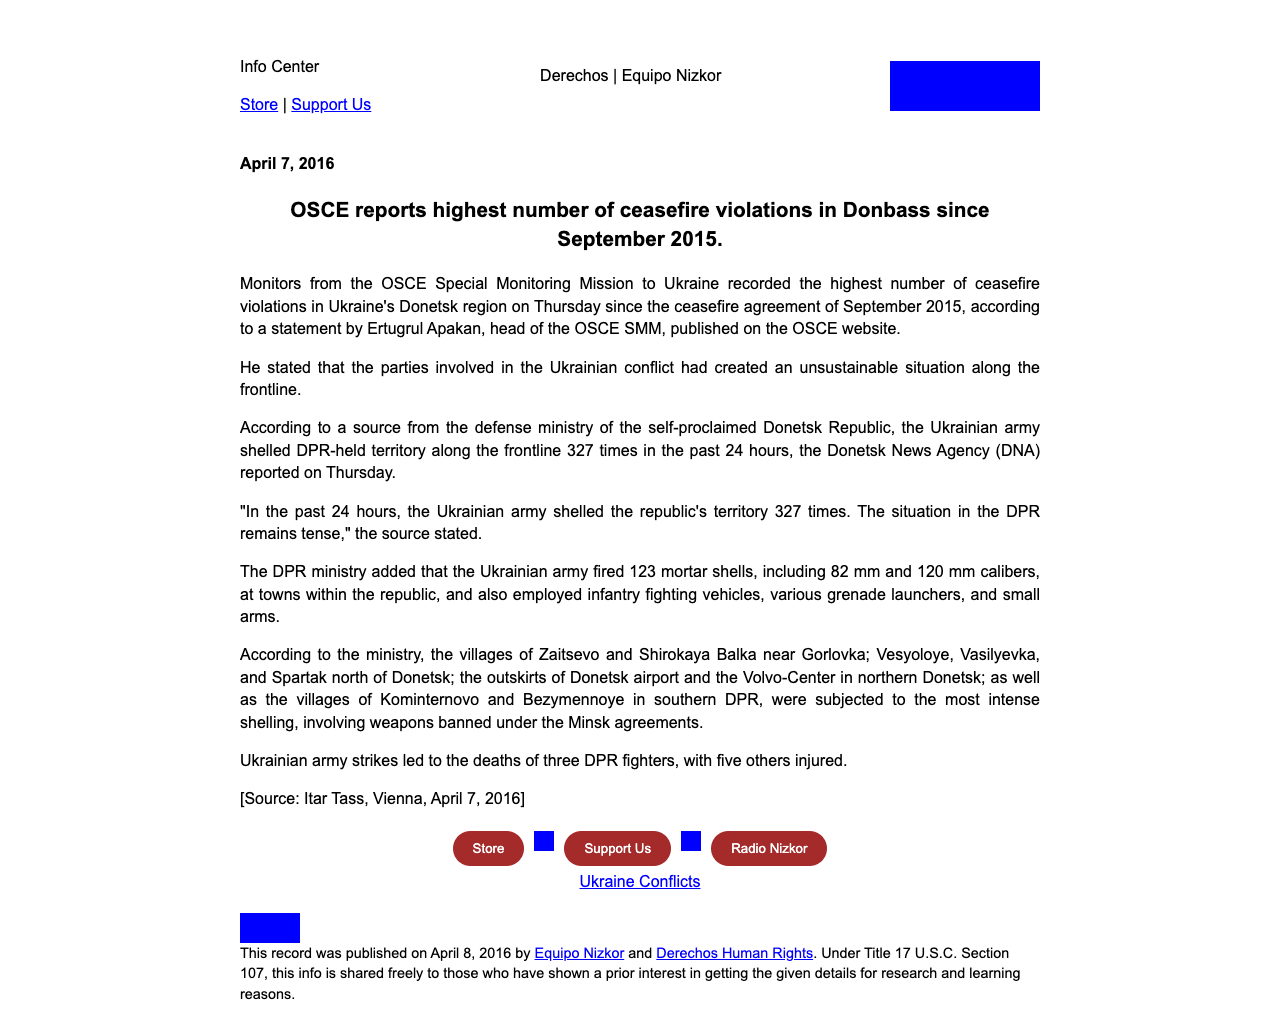 Info Center
Derechos | Equipo Nizkor
Store | Support Us
April 7, 2016
OSCE reports highest number of ceasefire violations in Donbass since
September 2015.
Monitors from the OSCE Special Monitoring Mission to Ukraine recorded the highest number of ceasefire
violations in Ukraine's Donetsk region on Thursday since the ceasefire agreement of September 2015, according
to a statement by Ertugrul Apakan, head of the OSCE SMM, published on the OSCE website.
He stated that the parties involved in the Ukrainian conflict had created an unsustainable situation along the
frontline.
According to a source from the defense ministry of the self-proclaimed Donetsk Republic, the Ukrainian army
shelled DPR-held territory along the frontline 327 times in the past 24 hours, the Donetsk News Agency (DNA)
reported on Thursday.
"In the past 24 hours, the Ukrainian army shelled the republic's territory 327 times. The situation in the DPR
remains tense," the source stated.
The DPR ministry added that the Ukrainian army fired 123 mortar shells, including 82 mm and 120 mm calibers,
at towns within the republic, and also employed infantry fighting vehicles, various grenade launchers, and small
arms.
According to the ministry, the villages of Zaitsevo and Shirokaya Balka near Gorlovka; Vesyoloye, Vasilyevka,
and Spartak north of Donetsk; the outskirts of Donetsk airport and the Volvo-Center in northern Donetsk; as well
as the villages of Kominternovo and Bezymennoye in southern DPR, were subjected to the most intense
shelling, involving weapons banned under the Minsk agreements.
Ukrainian army strikes led to the deaths of three DPR fighters, with five others injured.
[Source: Itar Tass, Vienna, April 7, 2016]
Store Support Us Radio Nizkor
Ukraine Conflicts
This record was published on April 8, 2016 by Equipo Nizkor and Derechos Human Rights. Under Title 17 U.S.C. Section
107, this info is shared freely to those who have shown a prior interest in getting the given details for research and learning
reasons.